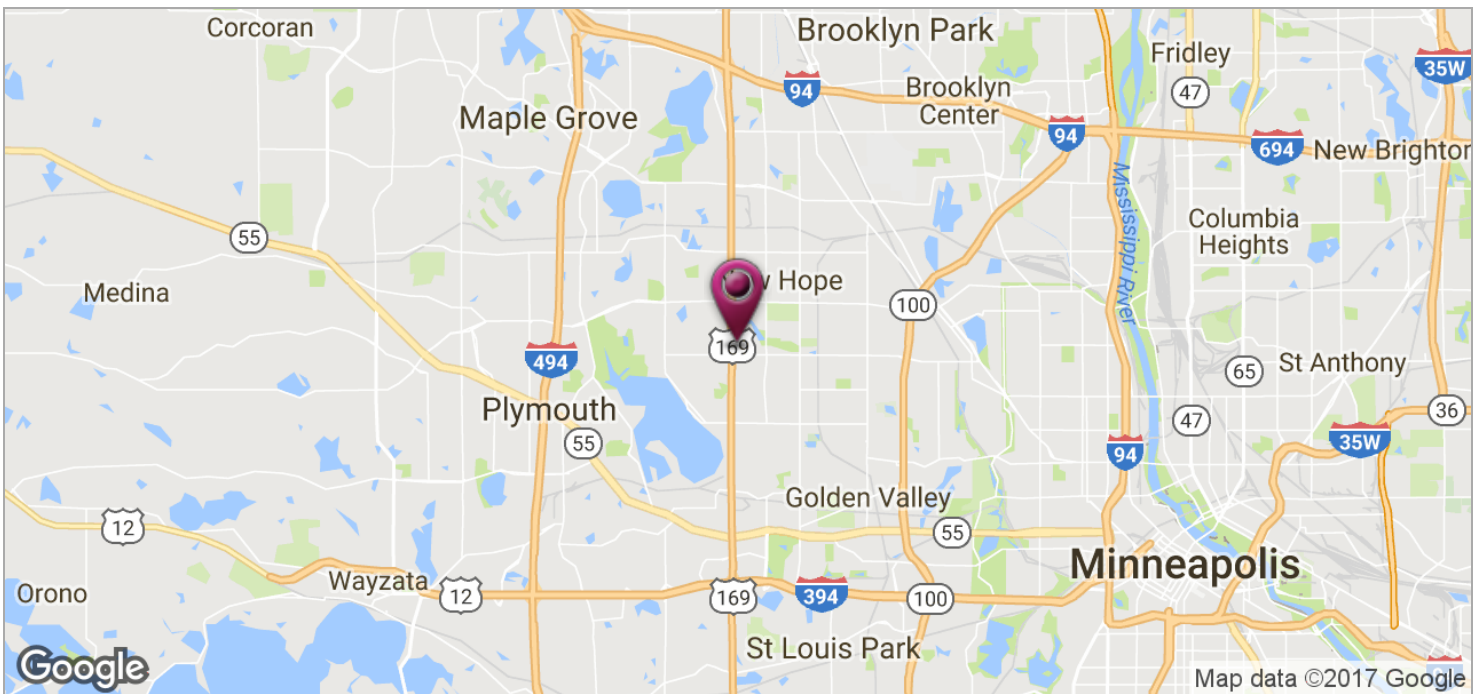 Corcoran
Brooklyn Park
Fridley
35W
94
47
Brooklyn
Center
Maple Grove
94
694
New Brighton
Mississippi River
Columbia
Heights
55
Medina
Hope
100
169
494
St Anthony
65
Plymouth
47
36
55
35W
94
Golden Valley
12
55
Minneapolis
Orono
Wayzata
12
169
394
100
St Louis Park
Google
Map data ©2017 Google